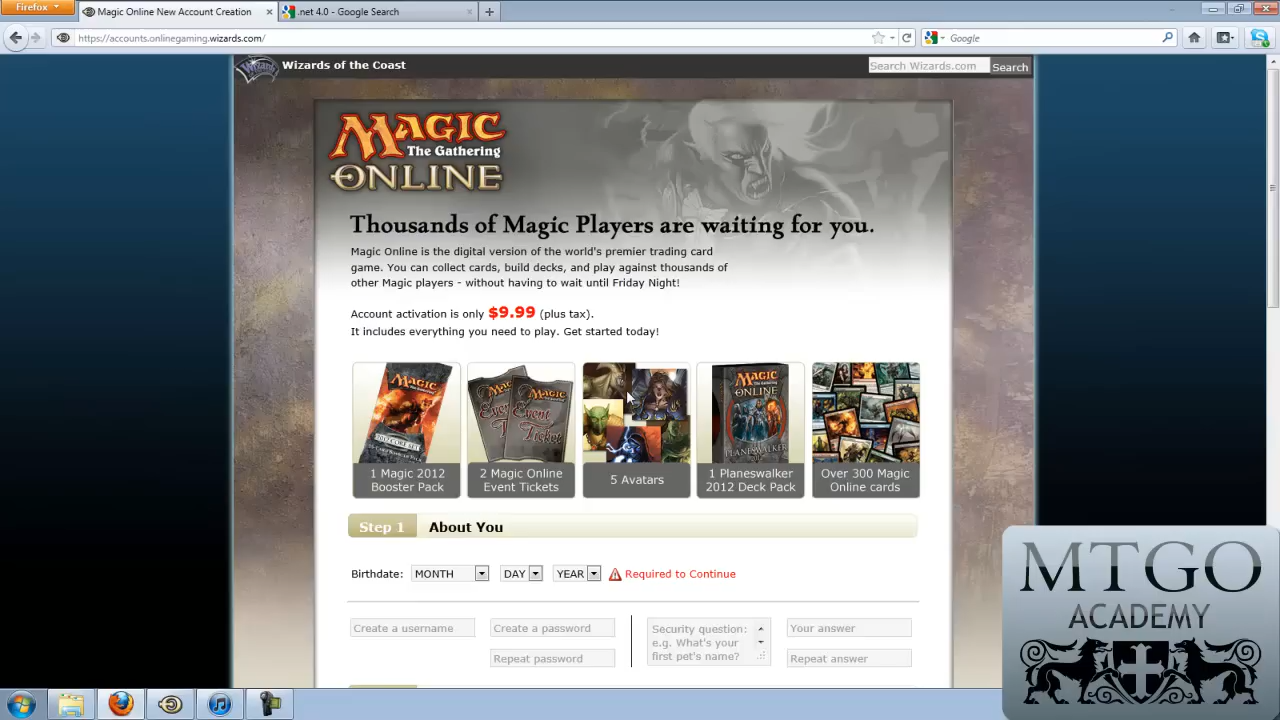 Firefox
Magic Online New Account Creation
.net 4.0 - Google Search
https://accounts.onlinegaming.wizards.com/
Google
Wizards of the Coast
Search Wizards.com
Search
MAGIC
The Gathering
ONLINE
Thousands of Magic Players are waiting for you.
Magic Online is the digital version of the world's premier trading card
game. You can collect cards, build decks, and play against thousands of
other Magic players - without having to wait until Friday Night!
Account activation is only $9.99 (plus tax).
It includes everything you need to play. Get started today!
1 Magic 2012
Booster Pack
2 Magic Online
Event Tickets
5 Avatars
1 Planeswalker
2012 Deck Pack
Over 300 Magic
Online cards
Step 1 About You
Birthdate: MONTH DAY YEAR Required to Continue
Create a username
Create a password
Repeat password
Security question:
e.g. What's your
first pet's name?
Your answer
Repeat answer
MTGO
ACADEMY